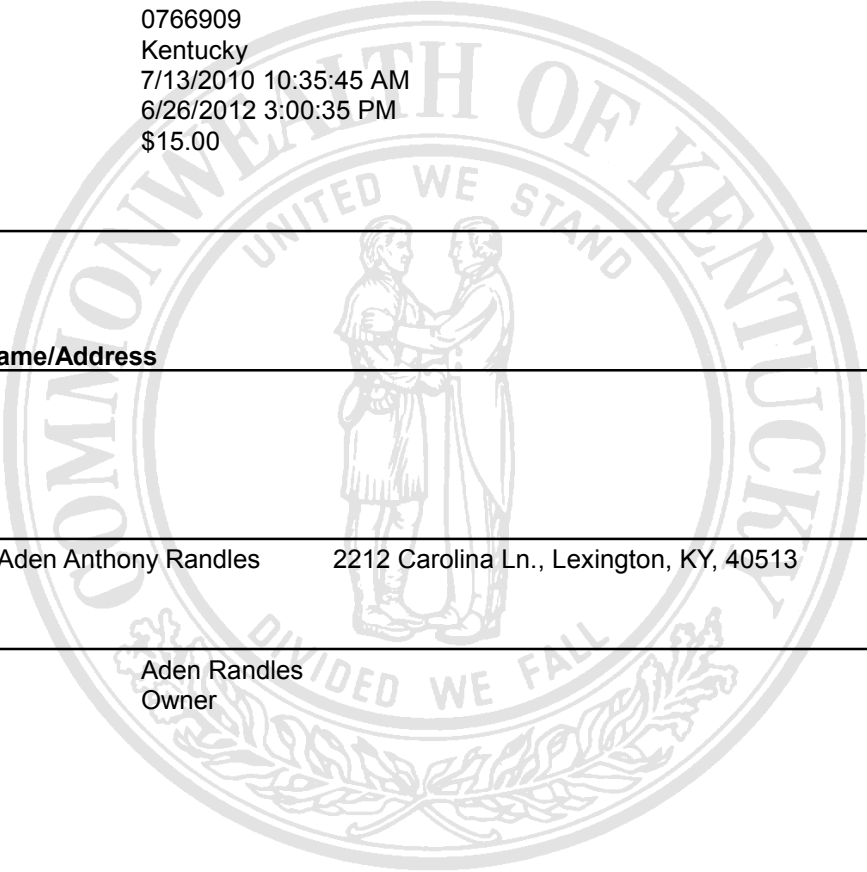 0766909
Kentucky
7/13/2010 10:35:45 AM
6/26/2012 3:00:35 PM
$15.00
COMMONWEALTH OF KENTUCKY
UNITED WE STAND
ame/Address
Aden Anthony Randles 2212 Carolina Ln., Lexington, KY, 40513
DIVIDED WE FALL
Aden Randles
Owner